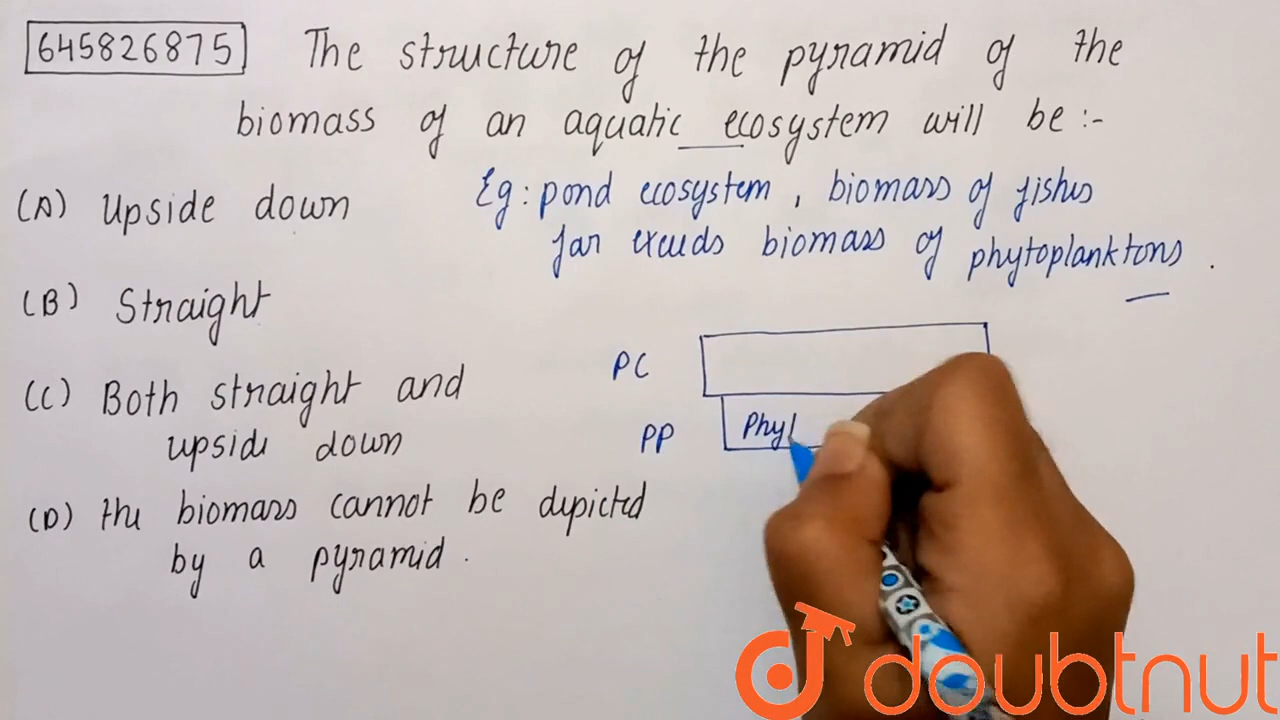 645826875 The structure of the pyramid of the
biomass of an aquatic ecosystem will be :-
(A) Upside down
Eg : pond ecosystem , biomass of fishes
far exceeds biomass of phytoplanktons .
(B) Straight
(C) Both straight and
upside down
PC
PP Phyt
(D) the biomass cannot be depicted
by a pyramid .
doubtnut